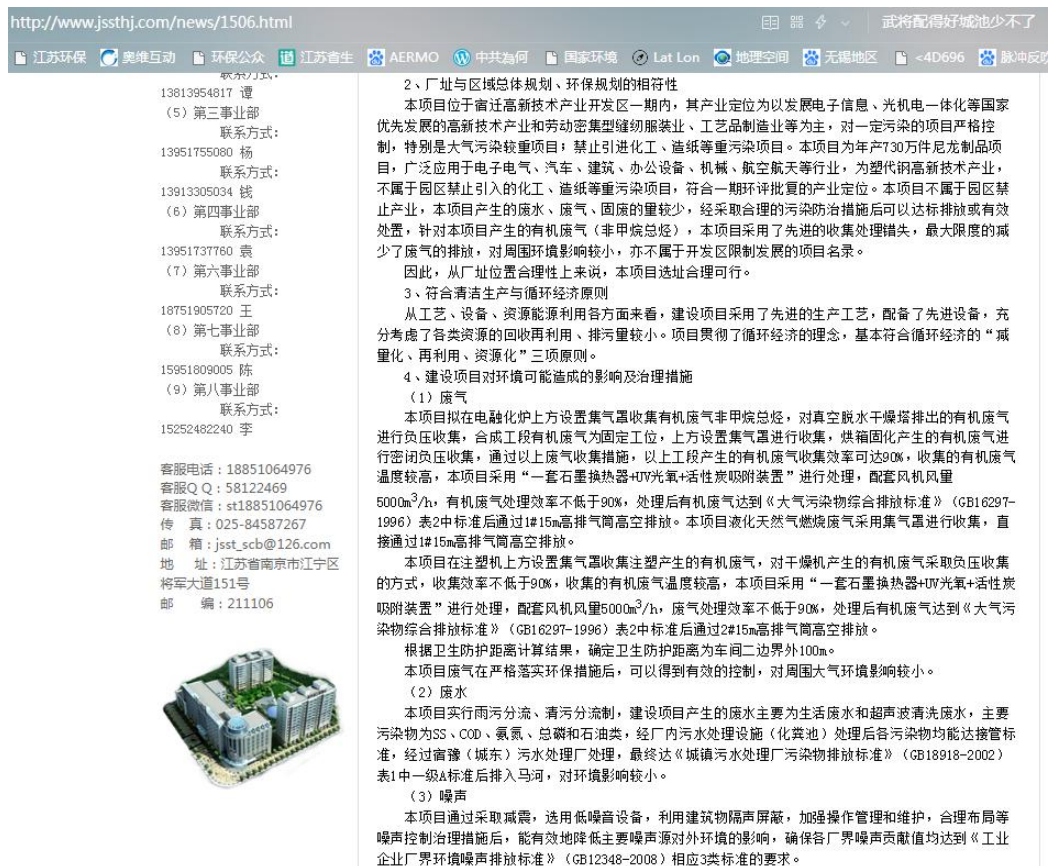 http://www.jssthj.com/news/1506.html
武将配得好城池少不了
江苏环保 奥维互动 环保公众 江苏省生 AERMO 中共为何 国家环境 Lat Lon 地理空间 无锡地区 <4D696 脉冲反吹
联系方式:
13813954817 谭
(5) 第三事业部
联系方式:
13951755080 杨
联系方式:
13913305034 钱
(6) 第四事业部
联系方式:
13951737760 袁
(7) 第六事业部
联系方式:
18751905720 王
(8) 第七事业部
联系方式:
15951809005 陈
(9) 第八事业部
联系方式:
15252482240 李
客服电话:18851064976
客服Q Q:58122469
客服微信:st18851064976
传 真:025-84587267
邮 箱:jsst_scb@126.com
地 址:江苏省南京市江宁区
将军大道151号
邮 编:211106
2、厂址与区域总体规划、环保规划的相符性
本项目位于宿迁高新技术产业开发区一期内,其产业定位为以发展电子信息、光机电一体化等国家
优先发展的高新技术产业和劳动密集型缝纫服装业、工艺品制造业等为主,对一定污染的项目严格控
制,特别是大气污染较重项目;禁止引进化工、造纸等重污染项目。本项目为年产730万件尼龙制品项
目,广泛应用于电子电气、汽车、建筑、办公设备、机械、航空航天等行业,为塑代钢高新技术产业,
不属于园区禁止引入的化工、造纸等重污染项目,符合一期环评批复的产业定位。本项目不属于园区禁
止产业,本项目产生的废水、废气、固废的量较少,经采取合理的污染防治措施后可以达标排放或有效
处置,针对本项目产生的有机废气(非甲烷总烃),本项目采用了先进的收集处理错失,最大限度的减
少了废气的排放,对周围环境影响较小,亦不属于开发区限制发展的项目名录。
因此,从厂址位置合理性上来说,本项目选址合理可行。
3、符合清洁生产与循环经济原则
从工艺、设备、资源能源利用各方面来看,建设项目采用了先进的生产工艺,配备了先进设备,充
分考虑了各类资源的回收再利用、排污量较小。项目贯彻了循环经济的理念,基本符合循环经济的“减
量化、再利用、资源化”三项原则。
4、建设项目对环境可能造成的影响及治理措施
(1)废气
本项目拟在电融化炉上方设置集气罩收集有机废气非甲烷总烃,对真空脱水干燥塔排出的有机废气
进行负压收集,合成工段有机废气为固定工位,上方设置集气罩进行收集,烘箱固化产生的有机废气进
行密闭负压收集,通过以上废气收集措施,以上工段产生的有机废气收集效率可达90%,收集的有机废气
温度较高,本项目采用“一套石墨换热器+UV光氧+活性炭吸附装置”进行处理,配套风机风量
5000m³/h,有机废气处理效率不低于90%,处理后有机废气达到《大气污染物综合排放标准》(GB16297-
1996)表2中标准后通过1#15m高排气筒高空排放。本项目液化天然气燃烧废气采用集气罩进行收集,直
接通过1#15m高排气筒高空排放。
本项目在注塑机上方设置集气罩收集注塑产生的有机废气,对干燥机产生的有机废气采取负压收集
的方式,收集效率不低于90%,收集的有机废气温度较高,本项目采用“一套石墨换热器+UV光氧+活性炭
吸附装置”进行处理,配套风机风量5000m³/h,废气处理效率不低于90%,处理后有机废气达到《大气污
染物综合排放标准》(GB16297-1996)表2中标准后通过2#15m高排气筒高空排放。
根据卫生防护距离计算结果,确定卫生防护距离为车间二边界外100m。
本项目废气在严格落实环保措施后,可以得到有效的控制,对周围大气环境影响较小。
(2)废水
本项目实行雨污分流、清污分流制,建设项目产生的废水主要为生活废水和超声波清洗废水,主要
污染物为SS、COD、氨氮、总磷和石油类,经厂内污水处理设施(化粪池)处理后各污染物均能达接管标
准,经过宿豫(城东)污水处理厂处理,最终达《城镇污水处理厂污染物排放标准》(GB18918-2002)
表1中一级A标准后排入马河,对环境影响较小。
(3)噪声
本项目通过采取减震,选用低噪音设备,利用建筑物隔声屏蔽,加强操作管理和维护,合理布局等
噪声控制治理措施后,能有效地降低主要噪声源对外环境的影响,确保各厂界噪声贡献值均达到《工业
企业厂界环境噪声排放标准》(GB12348-2008)相应3类标准的要求。